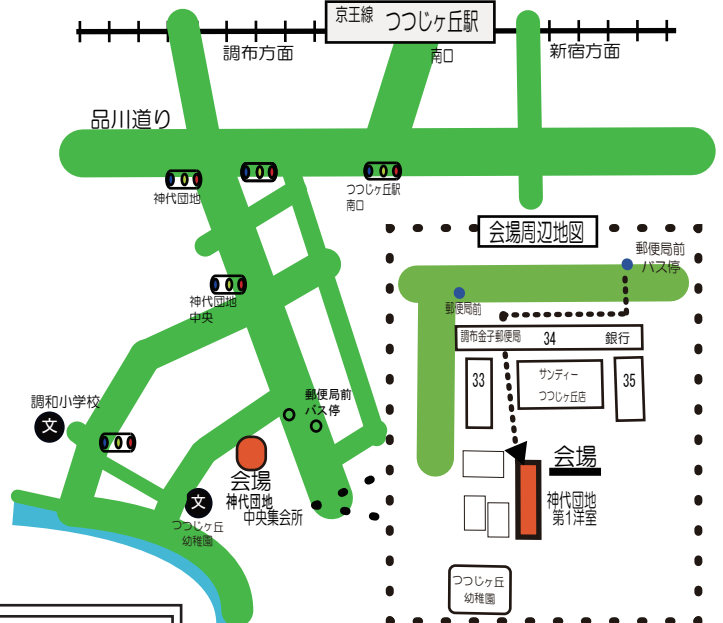 京王線 つつじヶ丘駅
調布方面
南口
新宿方面
品川道り
神代団地
つつじヶ丘駅
南口
会場周辺地図
郵便局前
バス停
神代団地
中央
郵便局前
調布金子郵便局 34 銀行
33
サンディー
つつじヶ丘店
35
調和小学校
文
郵便局前
バス停
会場
神代団地
中央集会所
会場
神代団地
第1洋室
文
つつじヶ丘
幼稚園
つつじヶ丘
幼稚園